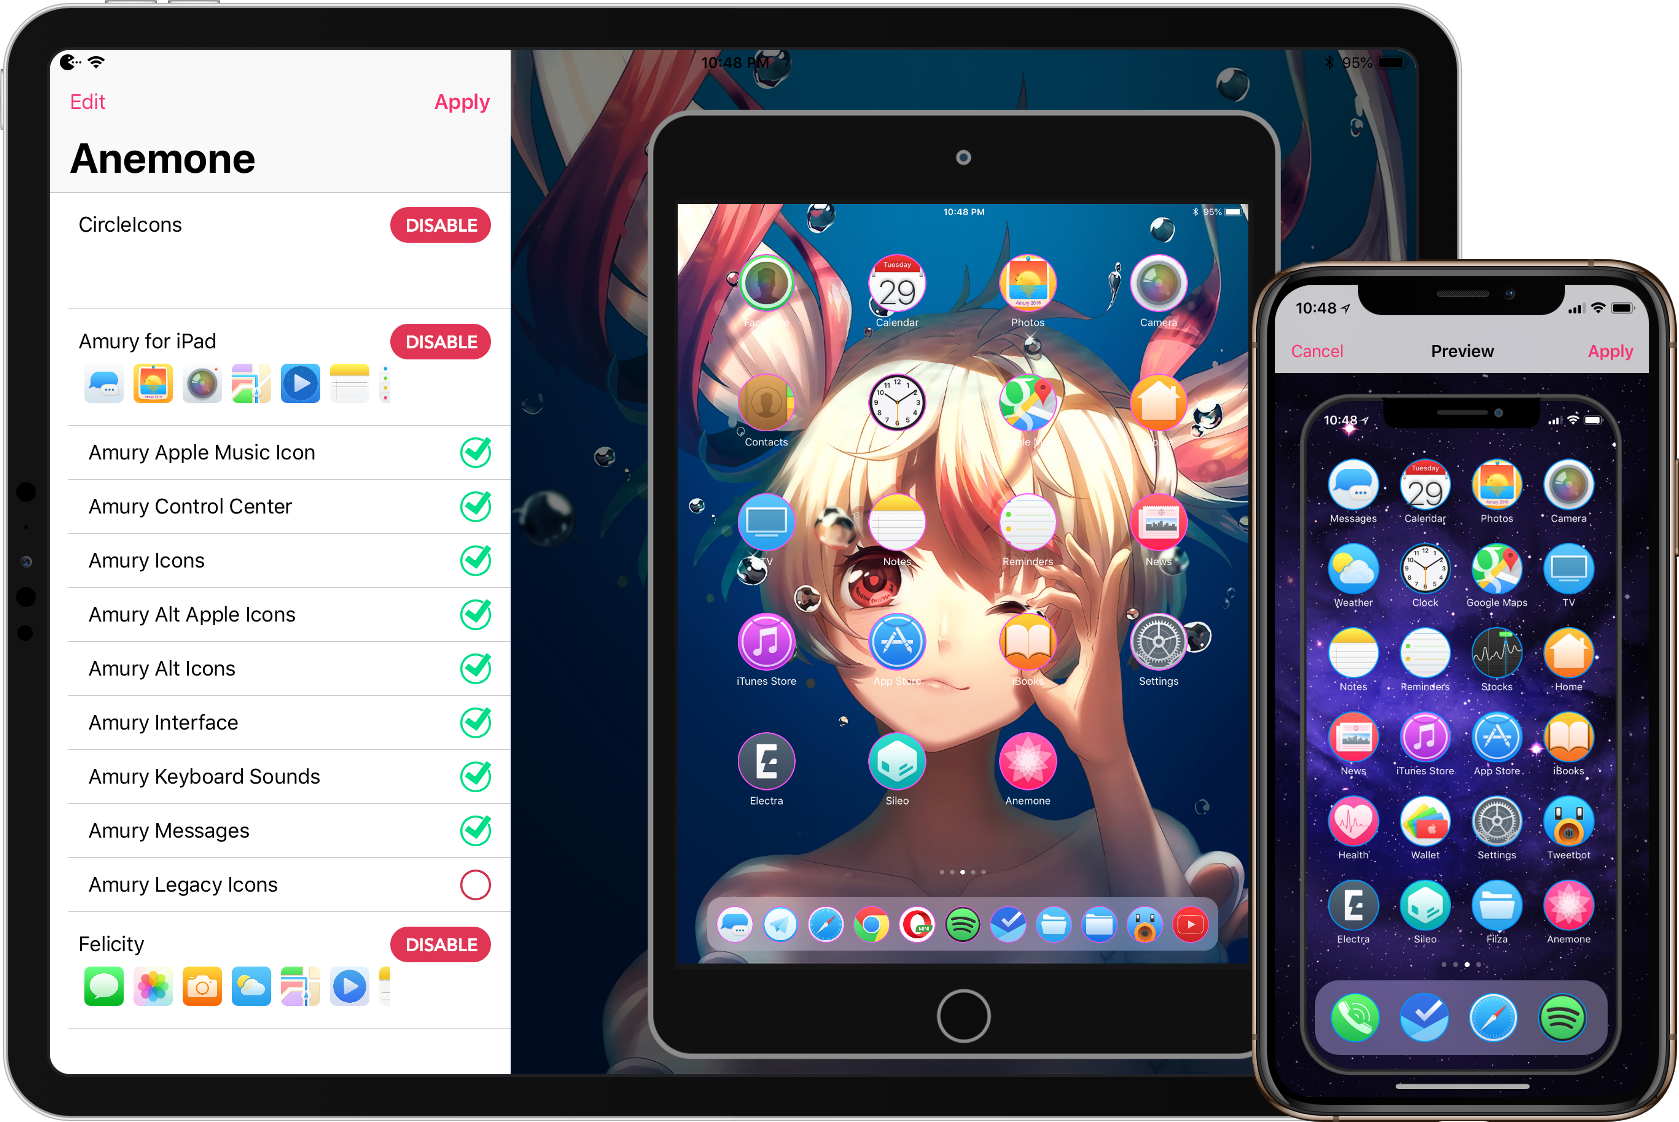 10:48 PM
95%
Edit
Apply
Anemone
CircleIcons
DISABLE
Amury for iPad
DISABLE
Amury Apple Music Icon
Amury Control Center
Amury Icons
Amury Alt Apple Icons
Amury Alt Icons
Amury Interface
Amury Keyboard Sounds
Amury Messages
Amury Legacy Icons
Felicity
DISABLE
10:48 PM
95%
Tuesday
29
Calendar
Photos
Camera
Contacts
TV
Notes
Reminders
News
iTunes Store
App Store
iBooks
Settings
Electra
Sileo
Anemone
10:48
Cancel
Preview
Apply
10:48
Tuesday
29
Messages
Calendar
Photos
Camera
Weather
Clock
Google Maps
TV
Notes
Reminders
Stocks
Home
News
iTunes Store
App Store
iBooks
Health
Wallet
Settings
Tweetbot
Electra
Sileo
Filza
Anemone